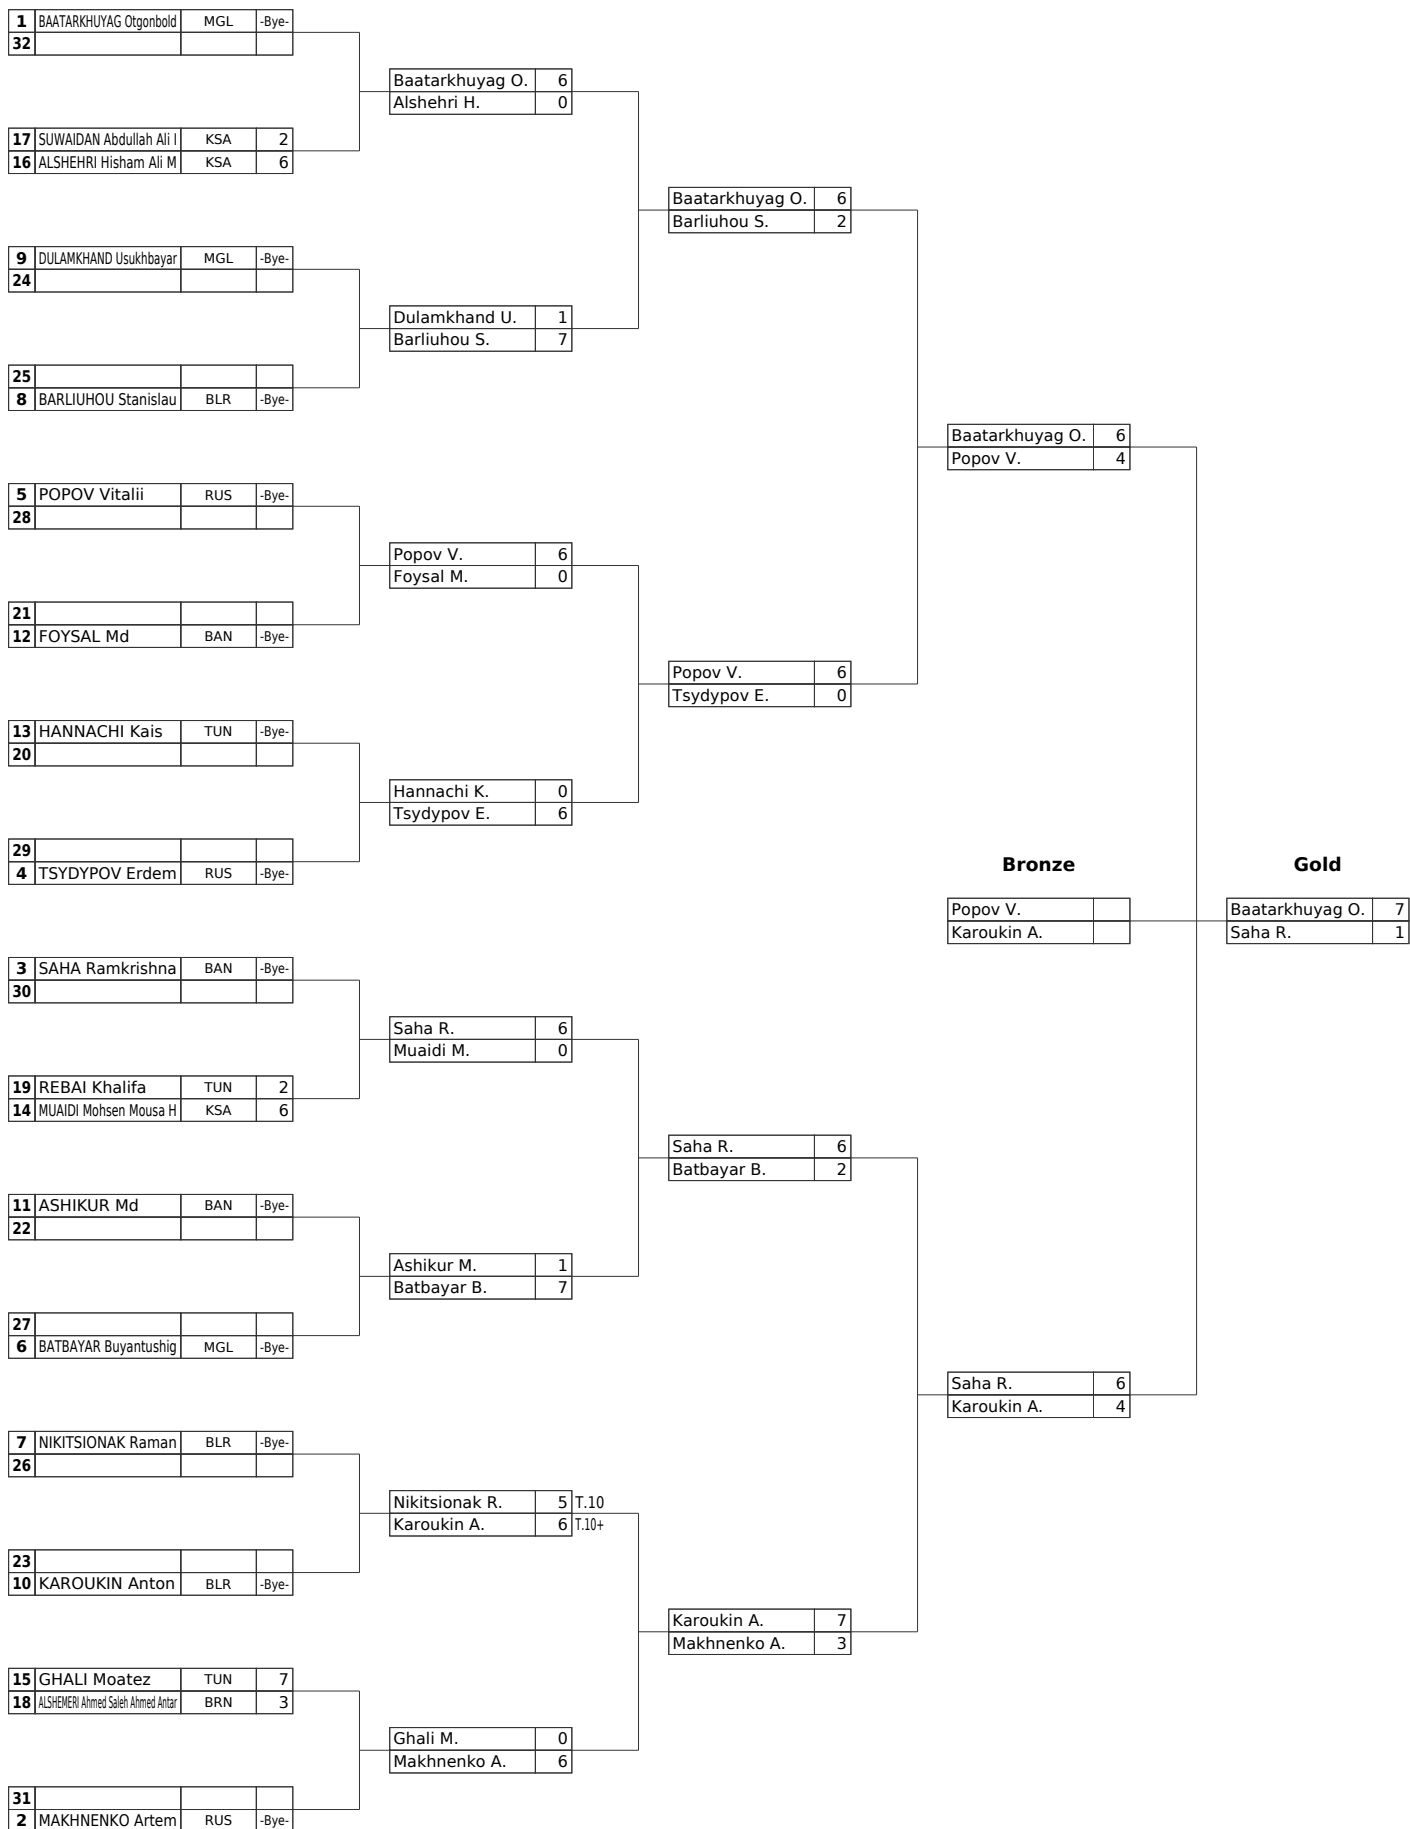 1 BAATARKHUYAG Otgonbold MGL -Bye-
32
Baatarkhuyag O. 6
Alshehri H. 0
17 SUWAIDAN Abdullah Ali I KSA 2
16 ALSHEHRI Hisham Ali M KSA 6
Baatarkhuyag O. 6
Barliuhou S. 2
9 DULAMKHAND Usukhbayar MGL -Bye-
24
Dulamkhand U. 1
Barliuhou S. 7
25
8 BARLIUHOU Stanislau BLR -Bye-
Baatarkhuyag O. 6
Popov V. 4
5 POPOV Vitalii RUS -Bye-
28
Popov V. 6
Foysal M. 0
21
12 FOYSAL Md BAN -Bye-
Popov V. 6
Tsydypov E. 0
13 HANNACHI Kais TUN -Bye-
20
Hannachi K. 0
Tsydypov E. 6
29
4 TSYDYPOV Erdem RUS -Bye-
Bronze Gold
Popov V. Baatarkhuyag O. 7
Karoukin A. Saha R. 1
3 SAHA Ramkrishna BAN -Bye-
30
Saha R. 6
Muaidi M. 0
19 REBAI Khalifa TUN 2
14 MUAIDI Mohsen Mousa H KSA 6
Saha R. 6
Batbayar B. 2
11 ASHIKUR Md BAN -Bye-
22
Ashikur M. 1
Batbayar B. 7
27
6 BATBAYAR Buyantushig MGL -Bye-
Saha R. 6
Karoukin A. 4
7 NIKITSIONAK Raman BLR -Bye-
26
Nikitsionak R. 5 T.10
Karoukin A. 6 T.10+
23
10 KAROUKIN Anton BLR -Bye-
Karoukin A. 7
Makhnenko A. 3
15 GHALI Moatez TUN 7
18 ALSHEMERI Ahmed Saleh Ahmed Antar BRN 3
Ghali M. 0
Makhnenko A. 6
31
2 MAKHNENKO Artem RUS -Bye-